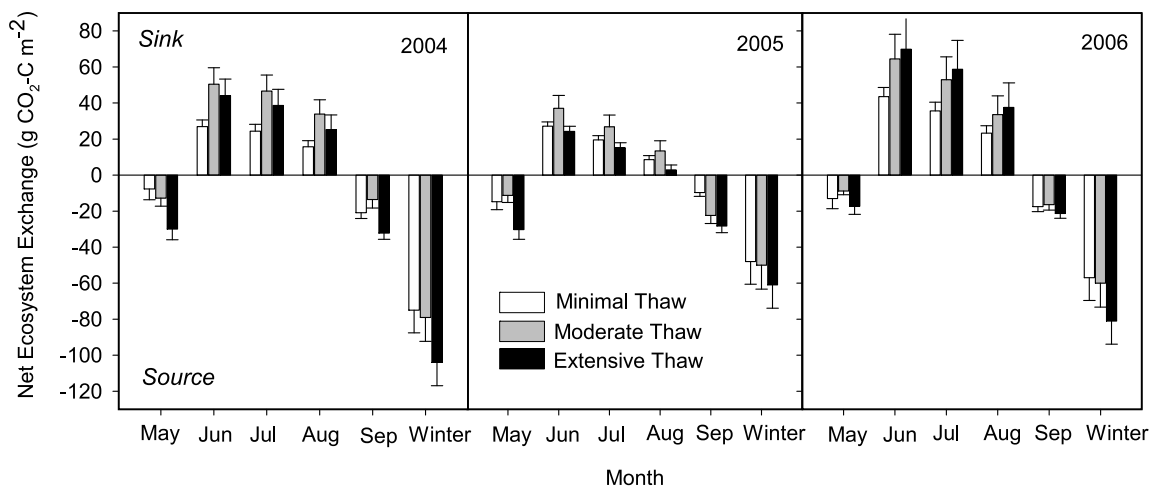 Net Ecosystem Exchange (g CO2-C m-2)
80
60
40
20
0
-20
-40
-60
-80
-100
-120
Sink
2004
Source
2005
Minimal Thaw
Moderate Thaw
Extensive Thaw
2006
May Jun Jul Aug Sep Winter May Jun Jul Aug Sep Winter May Jun Jul Aug Sep Winter
Month